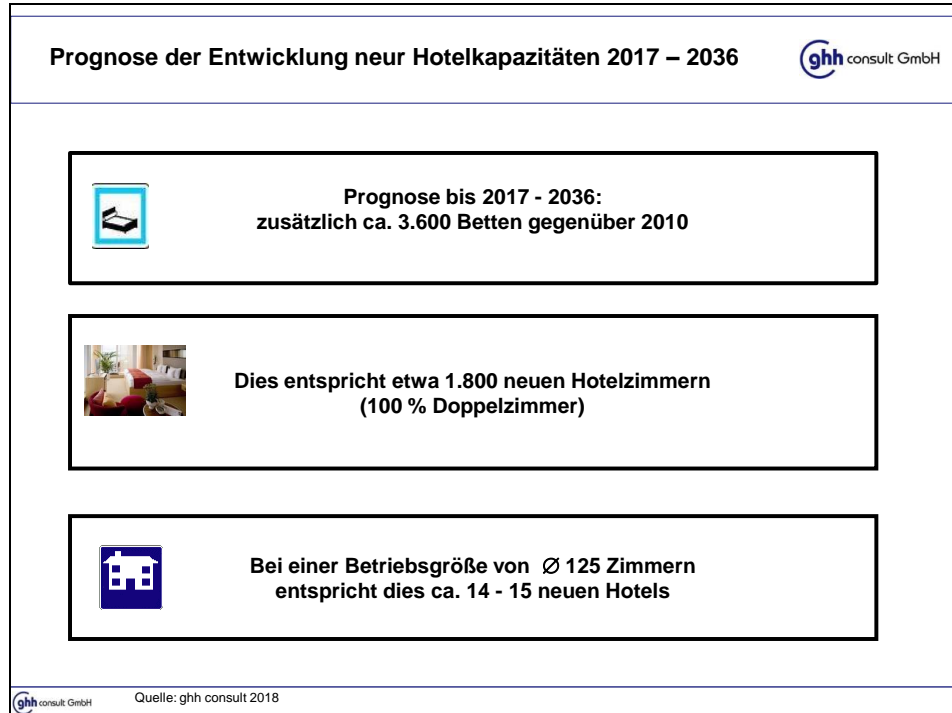 Prognose der Entwicklung neur Hotelkapazitäten 2017 – 2036
ghh consult GmbH
Prognose bis 2017 - 2036:
zusätzlich ca. 3.600 Betten gegenüber 2010
Dies entspricht etwa 1.800 neuen Hotelzimmern
(100 % Doppelzimmer)
Bei einer Betriebsgröße von ∅ 125 Zimmern
entspricht dies ca. 14 - 15 neuen Hotels
ghh consult GmbH
Quelle: ghh consult 2018